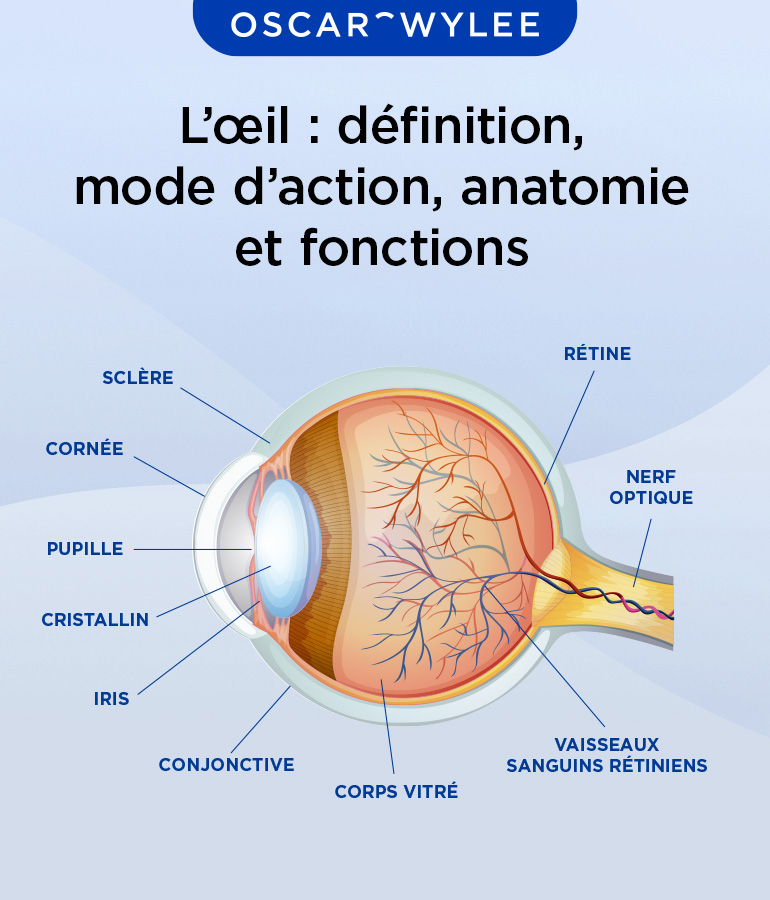 OSCAR WYLEE
L’œil : définition,
mode d’action, anatomie
et fonctions
RÉTINE
SCLÈRE
CORNÉE
NERF
OPTIQUE
PUPILLE
CRISTALLIN
IRIS
CONJONCTIVE
VAISSEAUX
SANGUINS RÉTINIENS
CORPS VITRÉ